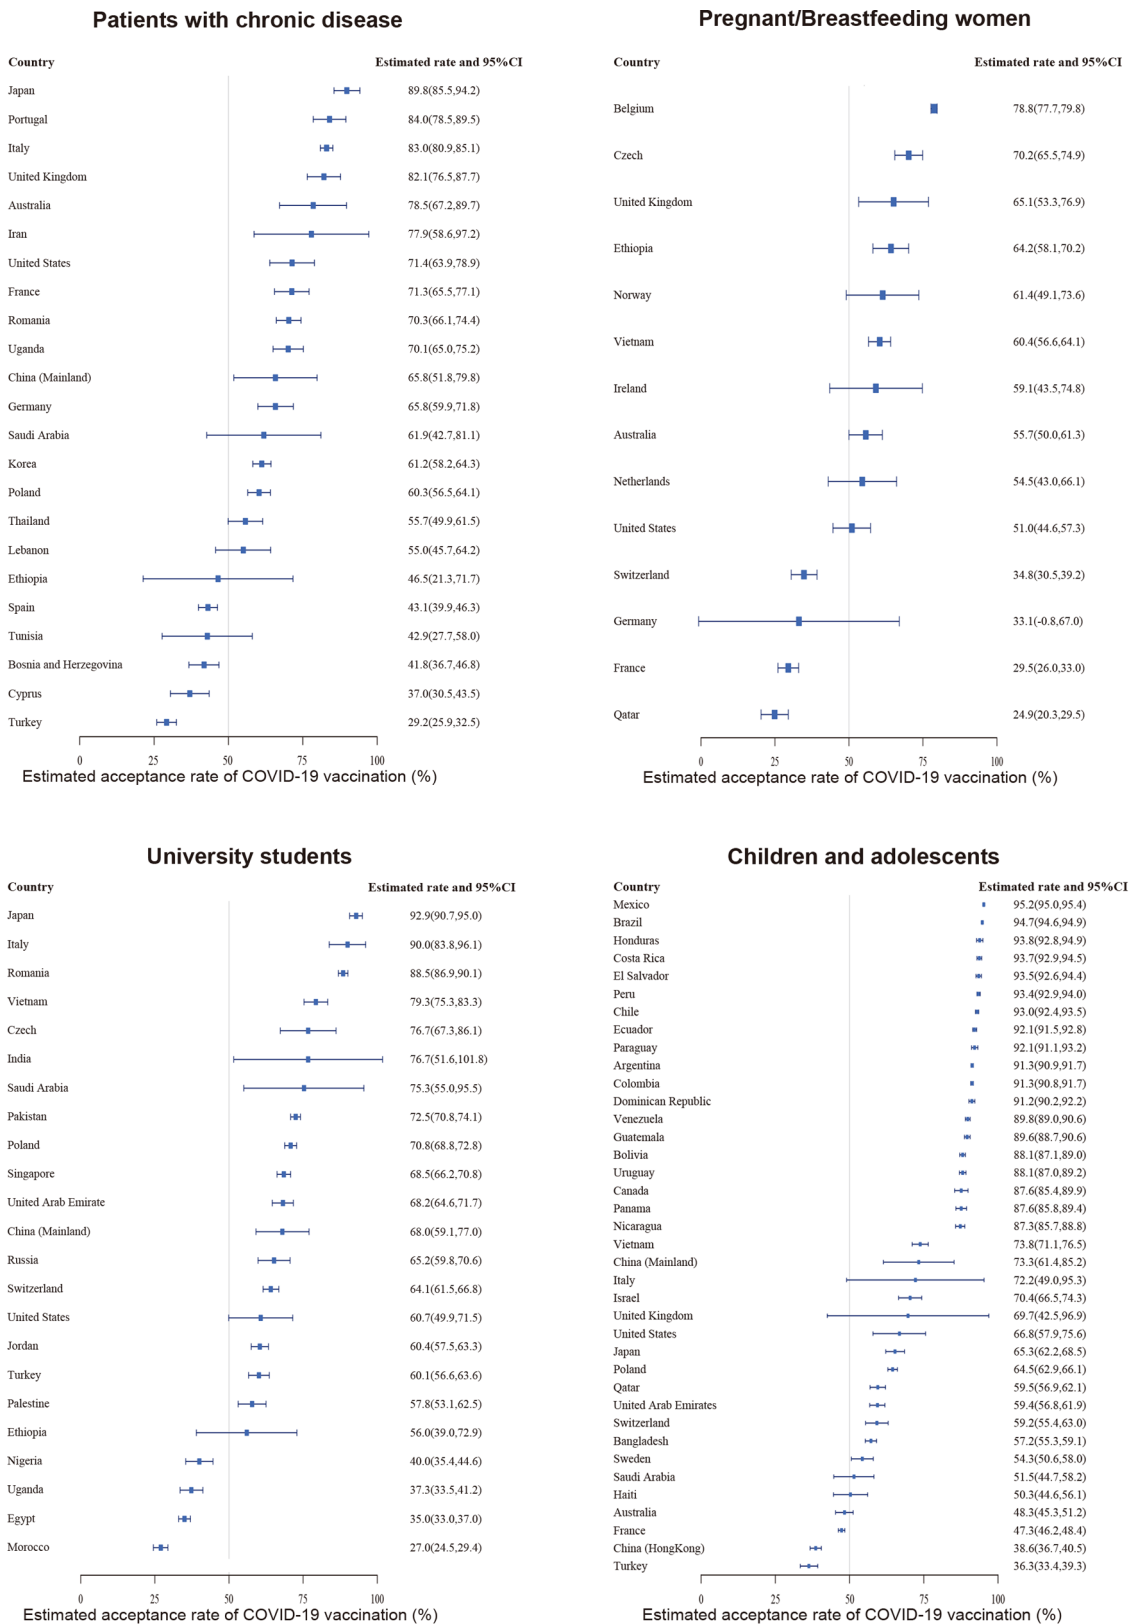 Patients with chronic disease
Country Estimated rate and 95%CI
Japan 89.8(85.5,94.2)
Portugal 84.0(78.5,89.5)
Italy 83.0(80.9,85.1)
United Kingdom 82.1(76.5,87.7)
Australia 78.5(67.2,89.7)
Iran 77.9(58.6,97.2)
United States 71.4(63.9,78.9)
France 71.3(65.5,77.1)
Romania 70.3(66.1,74.4)
Uganda 70.1(65.0,75.2)
China (Mainland) 65.8(51.8,79.8)
Germany 65.8(59.9,71.8)
Saudi Arabia 61.9(42.7,81.1)
Korea 61.2(58.2,64.3)
Poland 60.3(56.5,64.1)
Thailand 55.7(49.9,61.5)
Lebanon 55.0(45.7,64.2)
Ethiopia 46.5(21.3,71.7)
Spain 43.1(39.9,46.3)
Tunisia 42.9(27.7,58.0)
Bosnia and Herzegovina 41.8(36.7,46.8)
Cyprus 37.0(30.5,43.5)
Turkey 29.2(25.9,32.5)
0 25 50 75 100
Estimated acceptance rate of COVID-19 vaccination (%)
Pregnant/Breastfeeding women
Country Estimated rate and 95%CI
Belgium 78.8(77.7,79.8)
Czech 70.2(65.5,74.9)
United Kingdom 65.1(53.3,76.9)
Ethiopia 64.2(58.1,70.2)
Norway 61.4(49.1,73.6)
Vietnam 60.4(56.6,64.1)
Ireland 59.1(43.5,74.8)
Australia 55.7(50.0,61.3)
Netherlands 54.5(43.0,66.1)
United States 51.0(44.6,57.3)
Switzerland 34.8(30.5,39.2)
Germany 33.1(-0.8,67.0)
France 29.5(26.0,33.0)
Qatar 24.9(20.3,29.5)
0 25 50 75 100
Estimated acceptance rate of COVID-19 vaccination (%)
University students
Country Estimated rate and 95%CI
Japan 92.9(90.7,95.0)
Italy 90.0(83.8,96.1)
Romania 88.5(86.9,90.1)
Vietnam 79.3(75.3,83.3)
Czech 76.7(67.3,86.1)
India 76.7(51.6,101.8)
Saudi Arabia 75.3(55.0,95.5)
Pakistan 72.5(70.8,74.1)
Poland 70.8(68.8,72.8)
Singapore 68.5(66.2,70.8)
United Arab Emirate 68.2(64.6,71.7)
China (Mainland) 68.0(59.1,77.0)
Russia 65.2(59.8,70.6)
Switzerland 64.1(61.5,66.8)
United States 60.7(49.9,71.5)
Jordan 60.4(57.5,63.3)
Turkey 60.1(56.6,63.6)
Palestine 57.8(53.1,62.5)
Ethiopia 56.0(39.0,72.9)
Nigeria 40.0(35.4,44.6)
Uganda 37.3(33.5,41.2)
Egypt 35.0(33.0,37.0)
Morocco 27.0(24.5,29.4)
0 25 50 75 100
Estimated acceptance rate of COVID-19 vaccination (%)
Children and adolescents
Country Estimated rate and 95%CI
Mexico 95.2(95.0,95.4)
Brazil 94.7(94.6,94.9)
Honduras 93.8(92.8,94.9)
Costa Rica 93.7(92.9,94.5)
El Salvador 93.5(92.6,94.4)
Peru 93.4(92.9,94.0)
Chile 93.0(92.4,93.5)
Ecuador 92.1(91.5,92.8)
Paraguay 92.1(91.1,93.2)
Argentina 91.3(90.9,91.7)
Colombia 91.3(90.8,91.7)
Dominican Republic 91.2(90.2,92.2)
Venezuela 89.8(89.0,90.6)
Guatemala 89.6(88.7,90.6)
Bolivia 88.1(87.1,89.0)
Uruguay 88.1(87.0,89.2)
Canada 87.6(85.4,89.9)
Panama 87.6(85.8,89.4)
Nicaragua 87.3(85.7,88.8)
Vietnam 73.8(71.1,76.5)
China (Mainland) 73.3(61.4,85.2)
Italy 72.2(49.0,95.3)
Israel 70.4(66.5,74.3)
United Kingdom 69.7(42.5,96.9)
United States 66.8(57.9,75.6)
Japan 65.3(62.2,68.5)
Poland 64.5(62.9,66.1)
Qatar 59.5(56.9,62.1)
United Arab Emirates 59.4(56.8,61.9)
Switzerland 59.2(55.4,63.0)
Bangladesh 57.2(55.3,59.1)
Sweden 54.3(50.6,58.0)
Saudi Arabia 51.5(44.7,58.2)
Haiti 50.3(44.6,56.1)
Australia 48.3(45.3,51.2)
France 47.3(46.2,48.4)
China (HongKong) 38.6(36.7,40.5)
Turkey 36.3(33.4,39.3)
0 25 50 75 100
Estimated acceptance rate of COVID-19 vaccination (%)